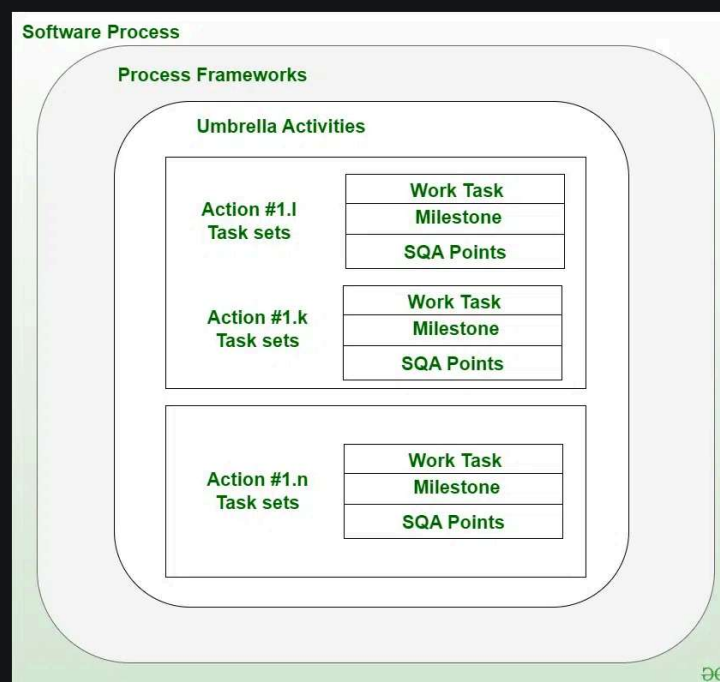 Software Process
Process Frameworks
Umbrella Activities
Action #1.l
Task sets
Work Task
Milestone
SQA Points
Action #1.k
Task sets
Work Task
Milestone
SQA Points
Action #1.n
Task sets
Work Task
Milestone
SQA Points